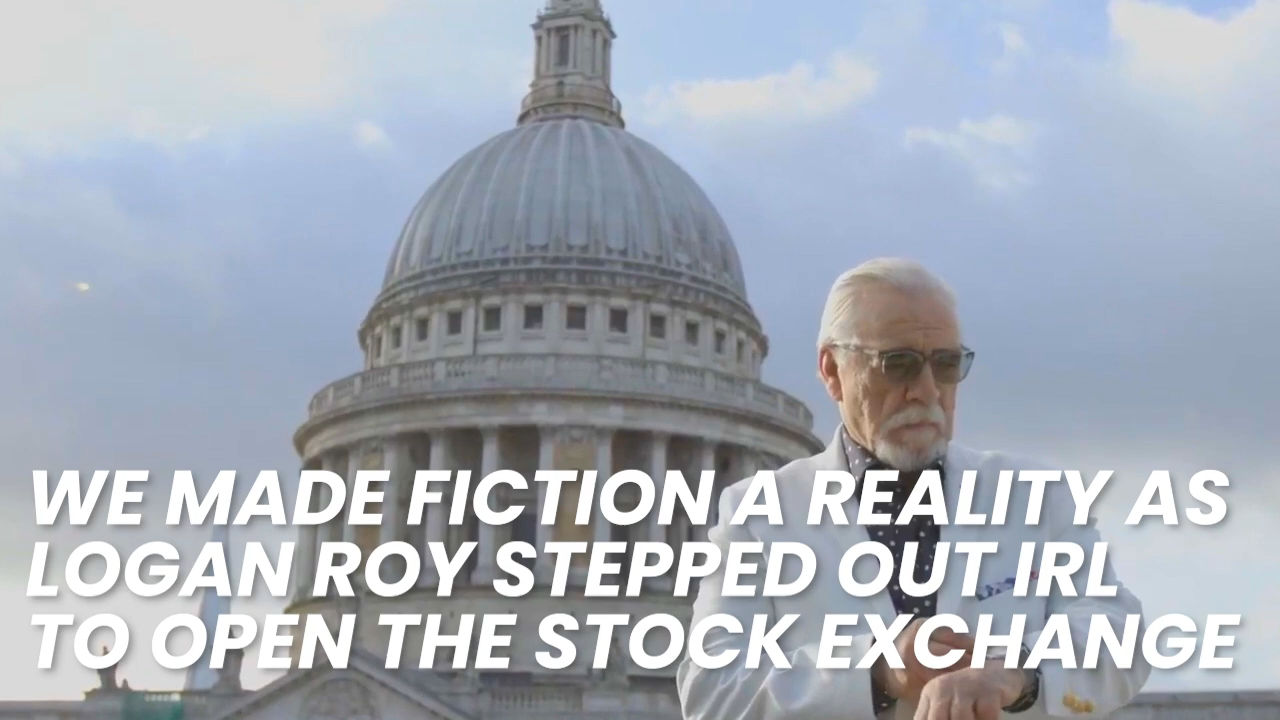 WE MADE FICTION A REALITY AS
LOGAN ROY STEPPED OUT IRL
TO OPEN THE STOCK EXCHANGE